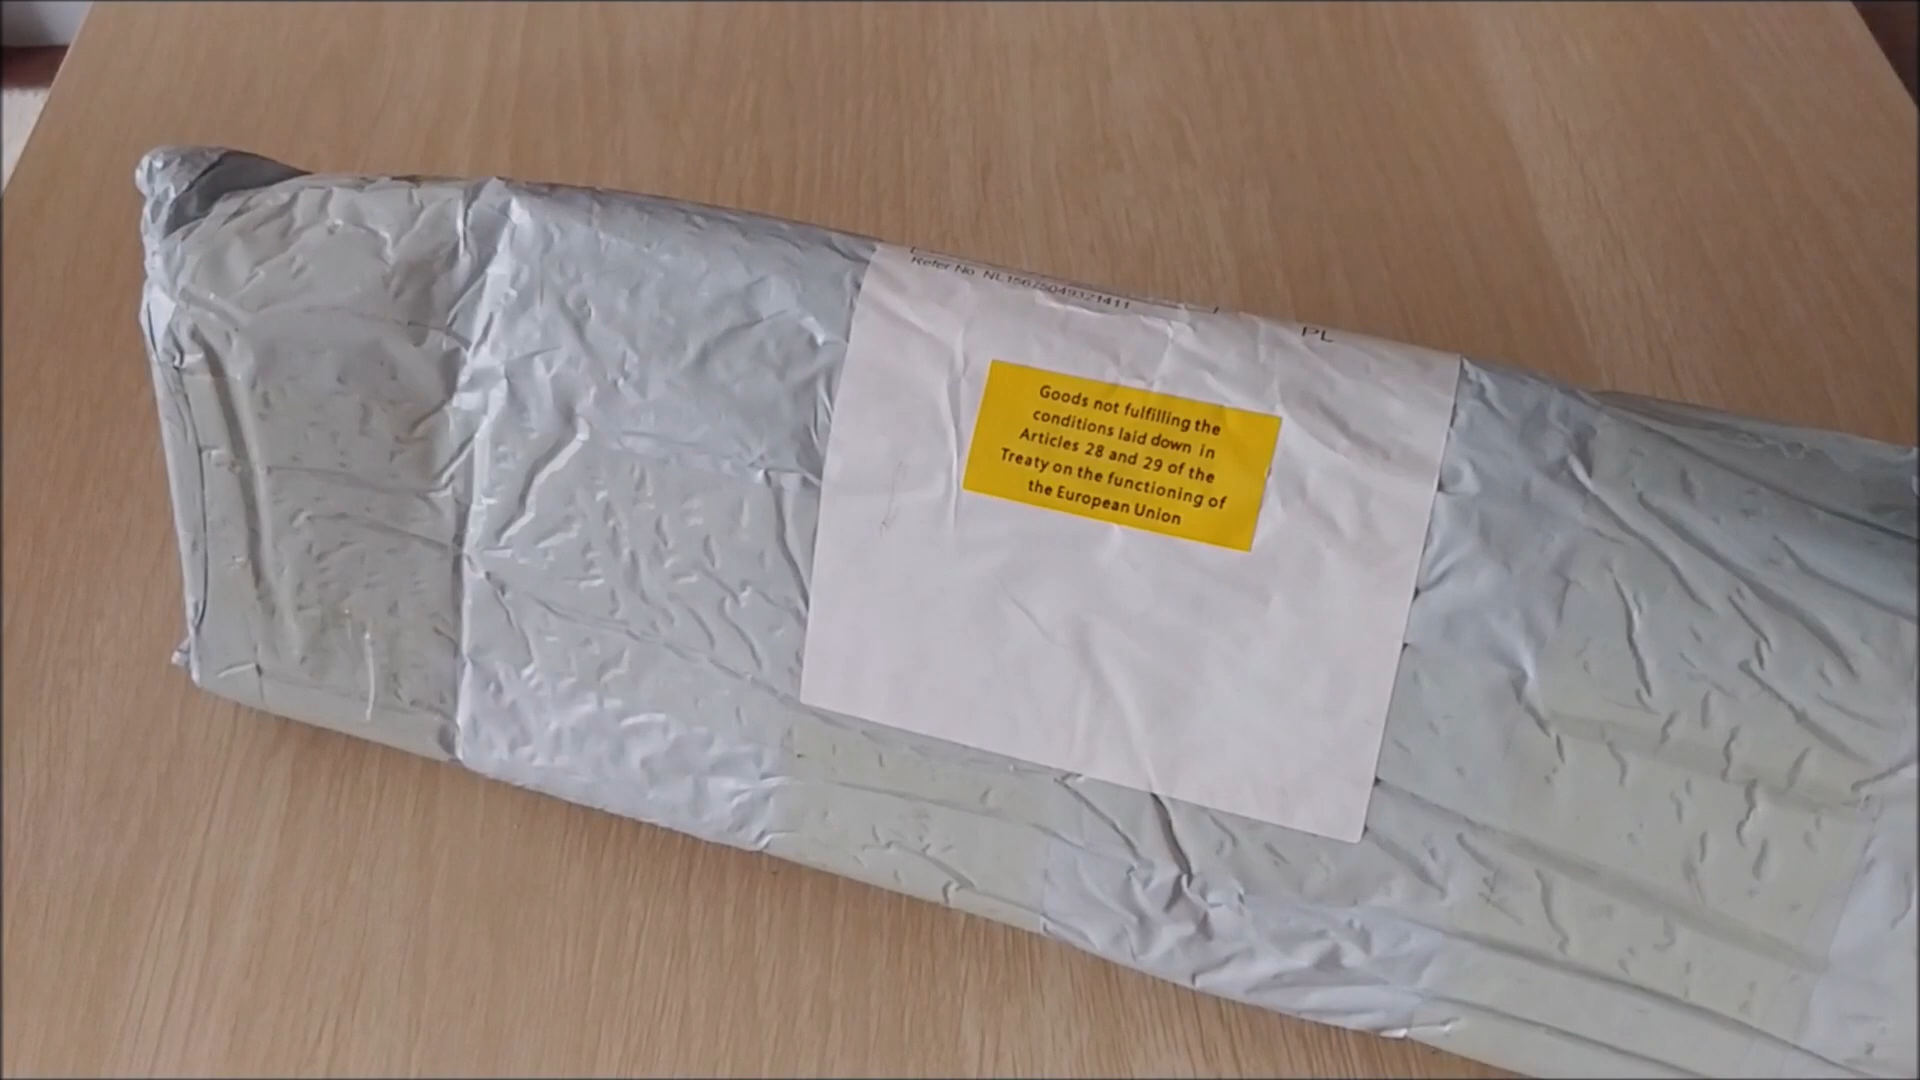 Refer No NL15675049321411
PL
Goods not fulfilling the
conditions laid down in
Articles 28 and 29 of the
Treaty on the functioning of
the European Union